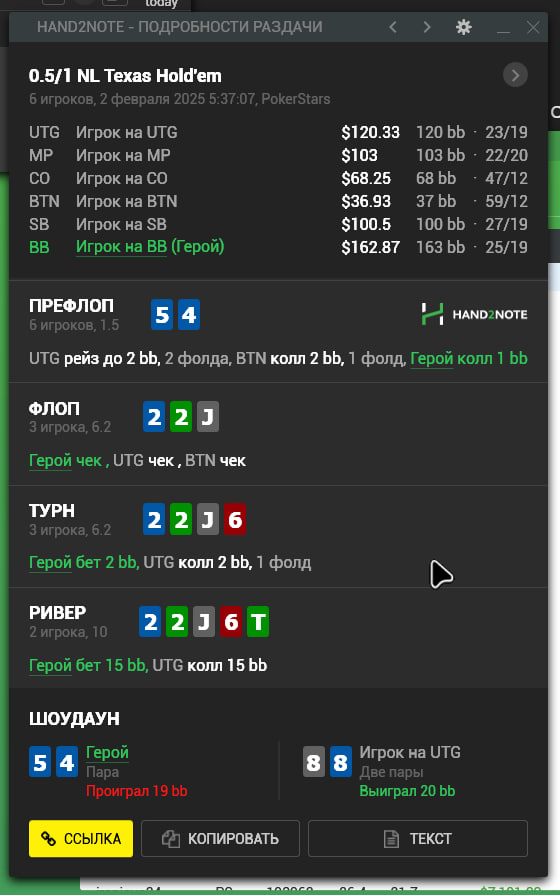 today
HAND2NOTE - ПОДРОБНОСТИ РАЗДАЧИ
0.5/1 NL Texas Hold'em
6 игроков, 2 февраля 2025 5:37:07, PokerStars
UTG Игрок на UTG $120.33 120 bb · 23/19
MP Игрок на MP $103 103 bb · 22/20
CO Игрок на CO $68.25 68 bb · 47/12
BTN Игрок на BTN $36.93 37 bb · 59/12
SB Игрок на SB $100.5 100 bb · 27/19
BB Игрок на BB (Герой) $162.87 163 bb · 25/19
ПРЕФЛОП 5 4 HAND2NOTE
6 игроков, 1.5
UTG рейз до 2 bb, 2 фолда, BTN колл 2 bb, 1 фолд, Герой колл 1 bb
ФЛОП 2 2 J
3 игрока, 6.2
Герой чек , UTG чек , BTN чек
ТУРН 2 2 J 6
3 игрока, 6.2
Герой бет 2 bb, UTG колл 2 bb, 1 фолд
РИВЕР 2 2 J 6 T
2 игрока, 10
Герой бет 15 bb, UTG колл 15 bb
ШОУДАУН
5 4 Герой
Пара
Проиграл 19 bb
8 8 Игрок на UTG
Две пары
Выиграл 20 bb
ССЫЛКА КОПИРОВАТЬ ТЕКСТ